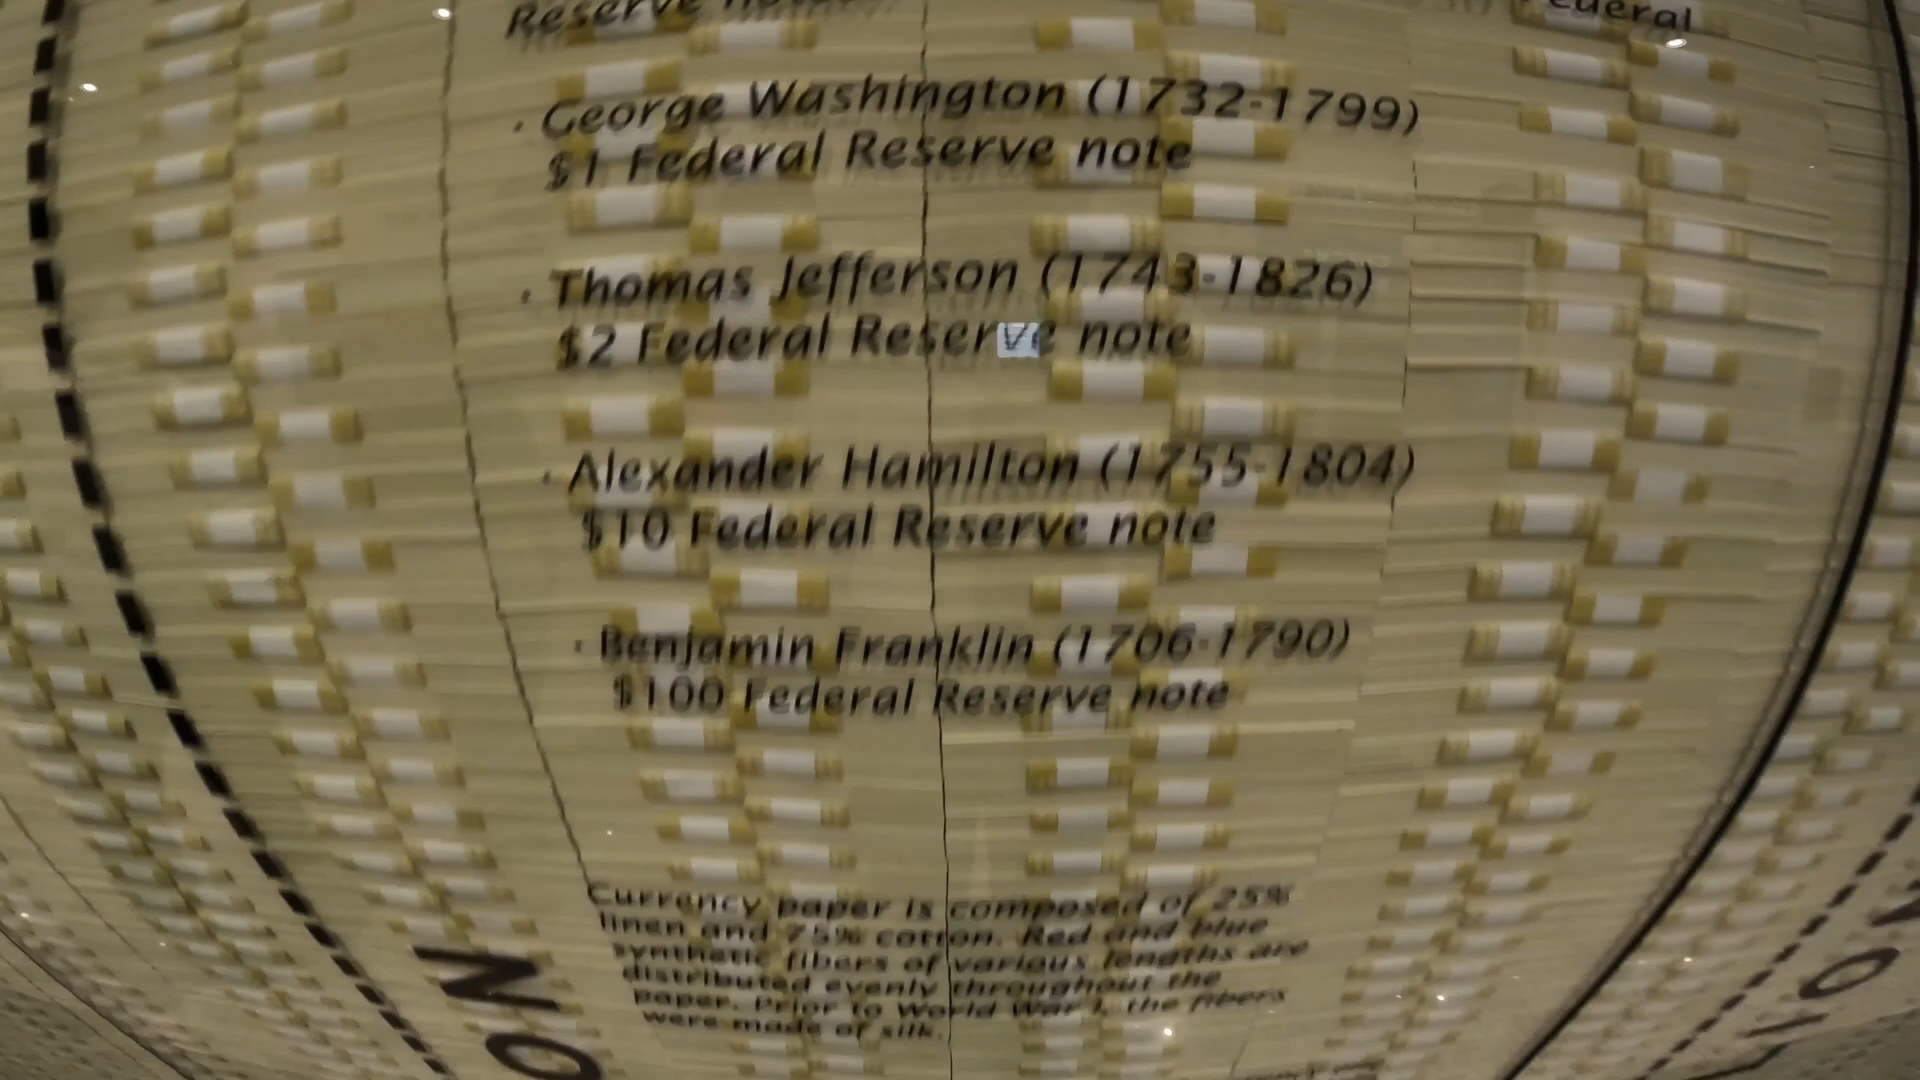 Reserve
Federal
· George Washington (1732-1799)
$1 Federal Reserve note
· Thomas Jefferson (1743-1826)
$2 Federal Reserve note
· Alexander Hamilton (1755-1804)
$10 Federal Reserve note
· Benjamin Franklin (1706-1790)
$100 Federal Reserve note
Currency paper is composed of 25%
linen and 75% cotton. Red and blue
synthetic fibers of various lengths are
distributed evenly throughout the
paper. Prior to World War I, the fibers
were made of silk.